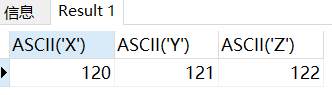 信息 Result 1
ASCII('X') ASCII('Y') ASCII('Z')
120 121 122